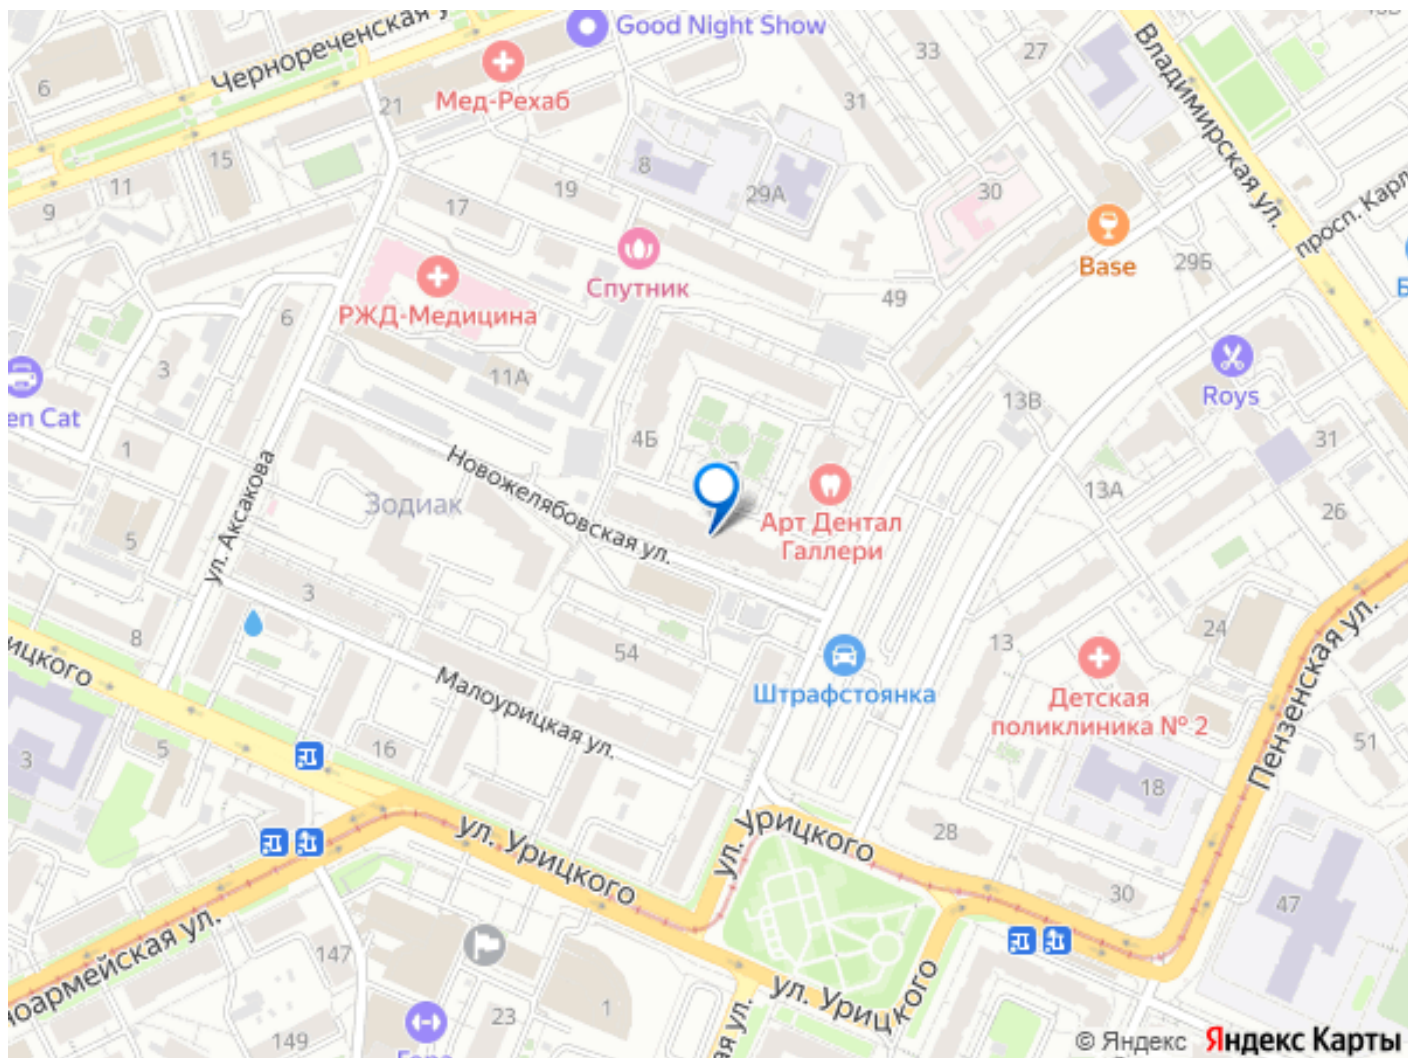 Good Night Show
Чернореченская у
Мед-Рехаб
Владимирская ул.
33
27
6
21
31
15
8
19
29А
30
11
9
17
просп. Карл
Base
29Б
Спутник
49
РЖД-Медицина
6
Б
3
11А
Roys
en Cat
13В
4Б
31
1
Новожелябовская ул.
13А
ул. Аксакова
Зодиак
Арт Дентал
Галлери
26
5
3
Пензенская ул.
8
54
13
24
Урицкого
Малоурицкая ул.
Штрафстоянка
Детская
поликлиника № 2
3
5
16
51
18
ул. Урицкого
ул. Урицкого
28
30
47
оармейская ул.
147
ул. Урицкого
23
1
ая ул.
149
© Яндекс Яндекс Карты